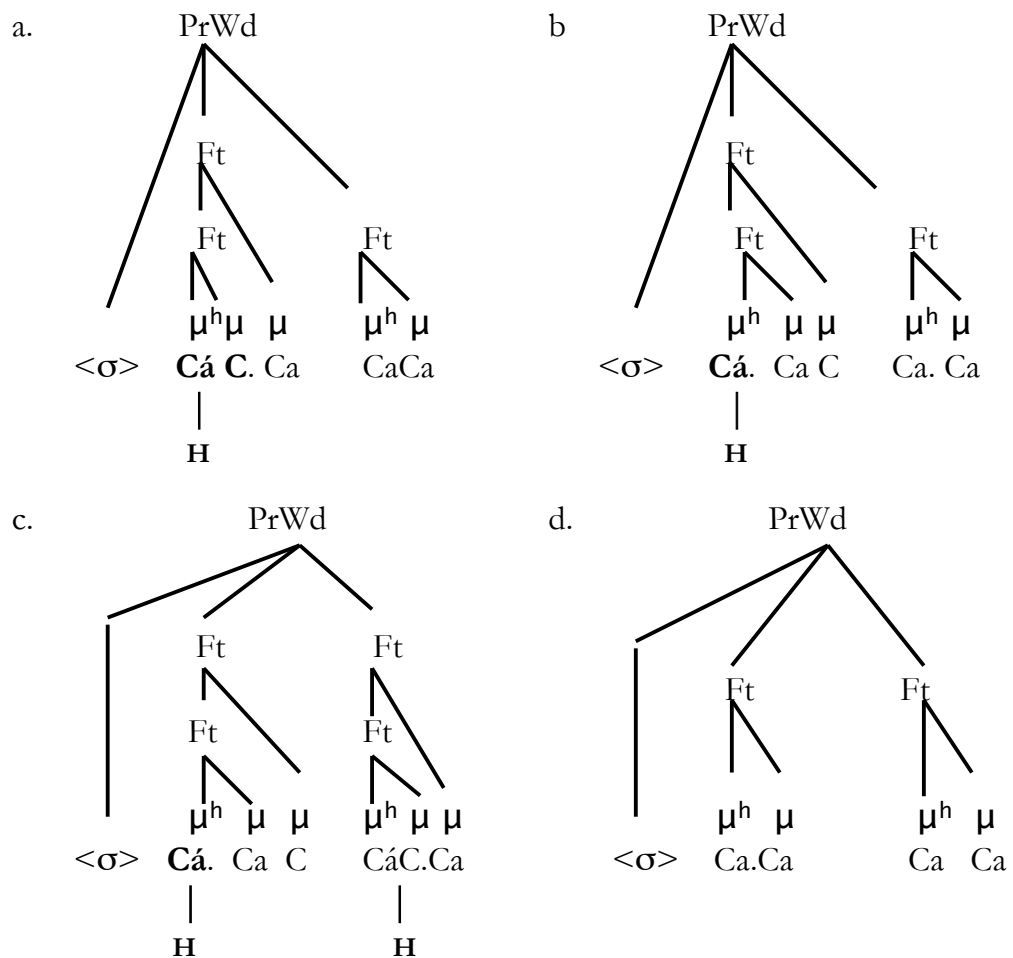 a. PrWd b PrWd
Ft Ft
Ft Ft Ft Ft
μʰ μ μ μʰ μ μʰ μ μ μʰ μ
<σ> Cá C. Ca CaCa <σ> Cá. Ca C Ca. Ca
H H
c. PrWd d. PrWd
Ft Ft Ft Ft
Ft Ft
μʰ μ μ μʰ μ μ μʰ μ μʰ μ
<σ> Cá. Ca C CáC.Ca <σ> Ca.Ca Ca Ca
H H